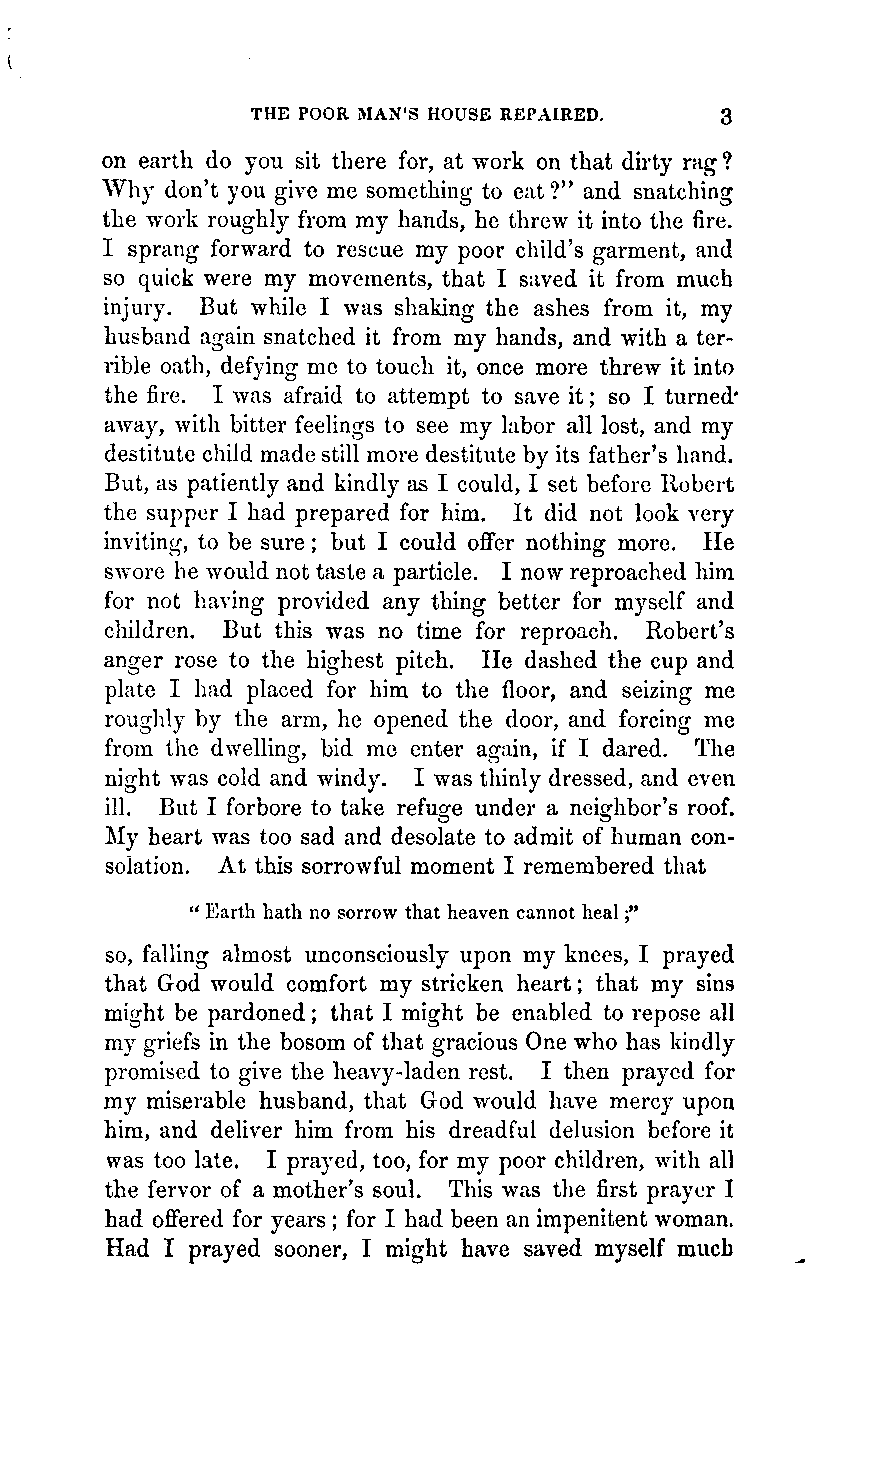 THE POOR MAN'S HOUSE REPAIRED. 3
on earth do you sit there for, at work on that dirty rag?
Why don't you give me something to eat?" and snatching
the work roughly from my hands, he threw it into the fire.
I sprang forward to rescue my poor child's garment, and
so quick were my movements, that I saved it from much
injury. But while I was shaking the ashes from it, my
husband again snatched it from my hands, and with a ter-
rible oath, defying me to touch it, once more threw it into
the fire. I was afraid to attempt to save it; so I turned
away, with bitter feelings to see my labor all lost, and my
destitute child made still more destitute by its father's hand.
But, as patiently and kindly as I could, I set before Robert
the supper I had prepared for him. It did not look very
inviting, to be sure; but I could offer nothing more. He
swore he would not taste a particle. I now reproached him
for not having provided any thing better for myself and
children. But this was no time for reproach. Robert's
anger rose to the highest pitch. He dashed the cup and
plate I had placed for him to the floor, and seizing me
roughly by the arm, he opened the door, and forcing me
from the dwelling, bid me enter again, if I dared. The
night was cold and windy. I was thinly dressed, and even
ill. But I forbore to take refuge under a neighbor's roof.
My heart was too sad and desolate to admit of human con-
solation. At this sorrowful moment I remembered that
"Earth hath no sorrow that heaven cannot heal;"
so, falling almost unconsciously upon my knees, I prayed
that God would comfort my stricken heart; that my sins
might be pardoned; that I might be enabled to repose all
my griefs in the bosom of that gracious One who has kindly
promised to give the heavy-laden rest. I then prayed for
my miserable husband, that God would have mercy upon
him, and deliver him from his dreadful delusion before it
was too late. I prayed, too, for my poor children, with all
the fervor of a mother's soul. This was the first prayer I
had offered for years; for I had been an impenitent woman.
Had I prayed sooner, I might have saved myself much